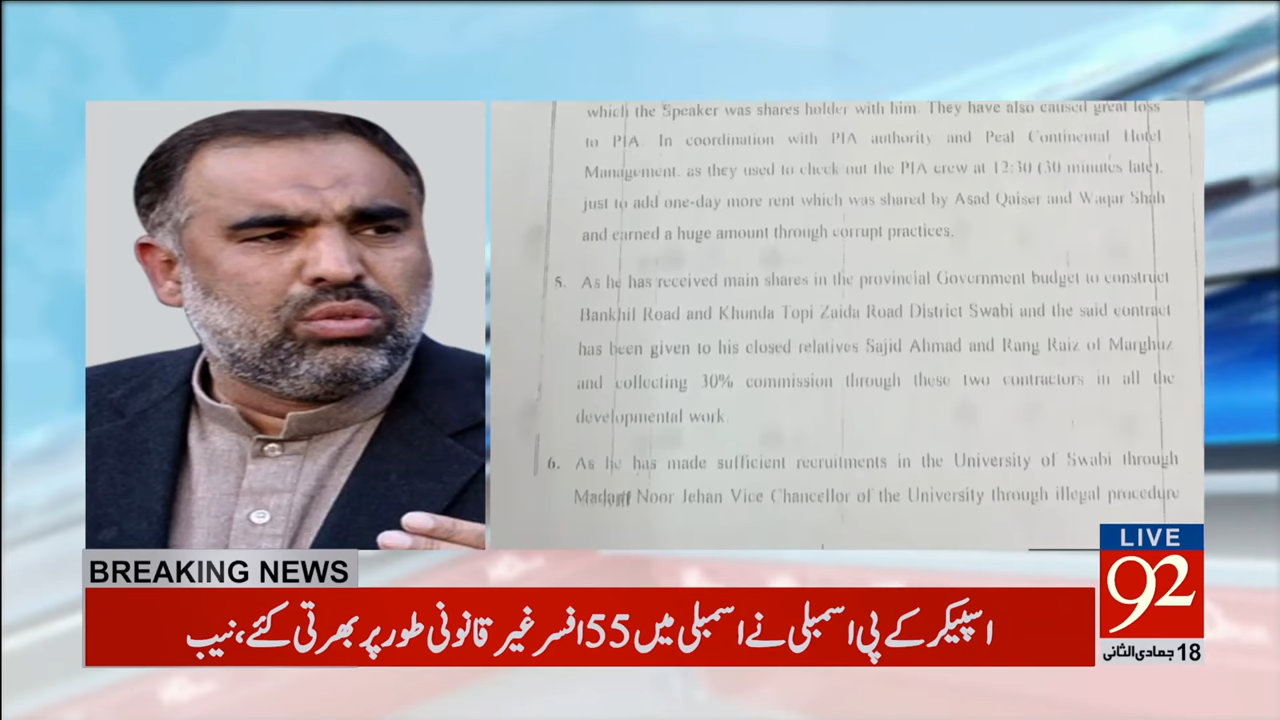 which the Speaker was shares holder with him. They have also caused great loss
to PIA. In coordination with PIA authority and Peal Continental Hotel
Management, as they used to check out the PIA crew at 12:30 (30 minutes late),
just to add one-day more rent which was shared by Asad Qaiser and Waqar Shah
and earned a huge amount through corrupt practices.
5. As he has received main shares in the provincial Government budget to construct
Bankhil Road and Khunda Topi Zaida Road District Swabi and the said contract
has been given to his closed relatives Sajid Ahmad and Rang Raiz of Marghuz
and collecting 30% commission through these two contractors in all the
developmental work.
6. As he has made sufficient recruitments in the University of Swabi through
Madam Noor Jehan Vice Chancellor of the University through illegal procedure
BREAKING NEWS
اسپیکر کے پی اسمبلی نے اسمبلی میں 55 افسر غیر قانونی طور پر بھرتی کئے، نیب
LIVE
92
18 جمادی الثانی